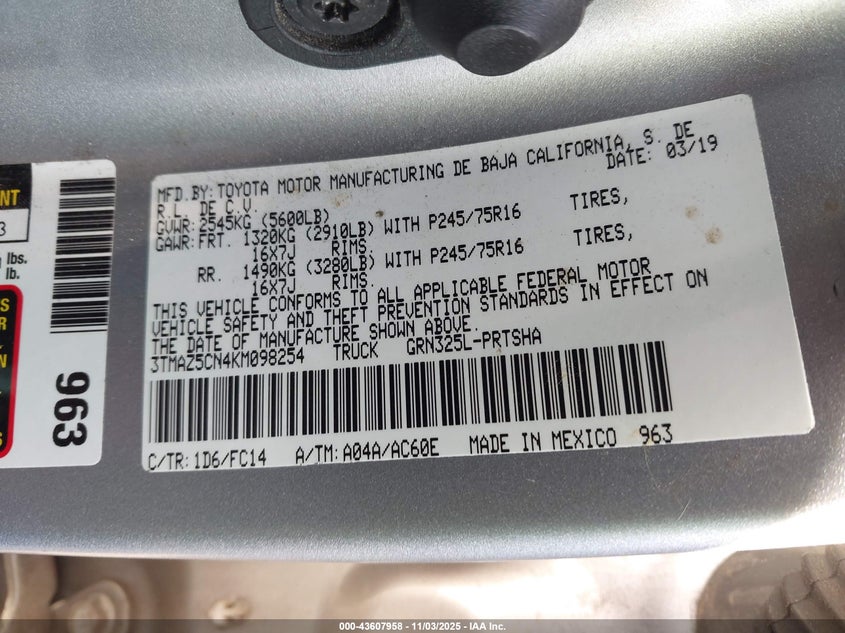 MFD.BY:TOYOTA MOTOR MANUFACTURING DE BAJA CALIFORNIA, S. DE
R.L. DE C.V. DATE: 03/19
GVWR: 2545KG (5600LB)
GAWR: FRT. 1320KG (2910LB) WITH P245/75R16 TIRES,
16X7J RIMS.
RR. 1490KG (3280LB) WITH P245/75R16 TIRES,
16X7J RIMS.
THIS VEHICLE CONFORMS TO ALL APPLICABLE FEDERAL MOTOR
VEHICLE SAFETY AND THEFT PREVENTION STANDARDS IN EFFECT ON
THE DATE OF MANUFACTURE SHOWN ABOVE.
3TMAZ5CN4KM098254 TRUCK GRN325L-PRTSHA
C/TR: 1D6/FC14 A/TM: A04A/AC60E MADE IN MEXICO 963
NT
3
lbs.
lb.
S
R
N
S
963
000-43607958 - 11/03/2025 - IAA Inc.